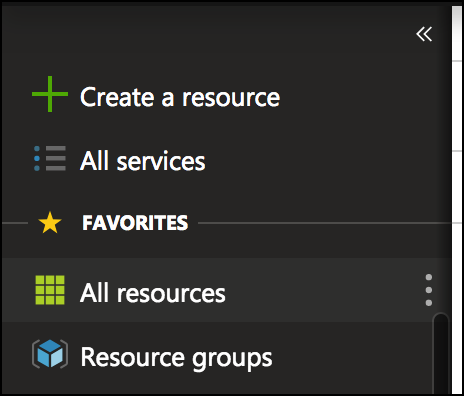 Create a resource
All services
FAVORITES
All resources
Resource groups